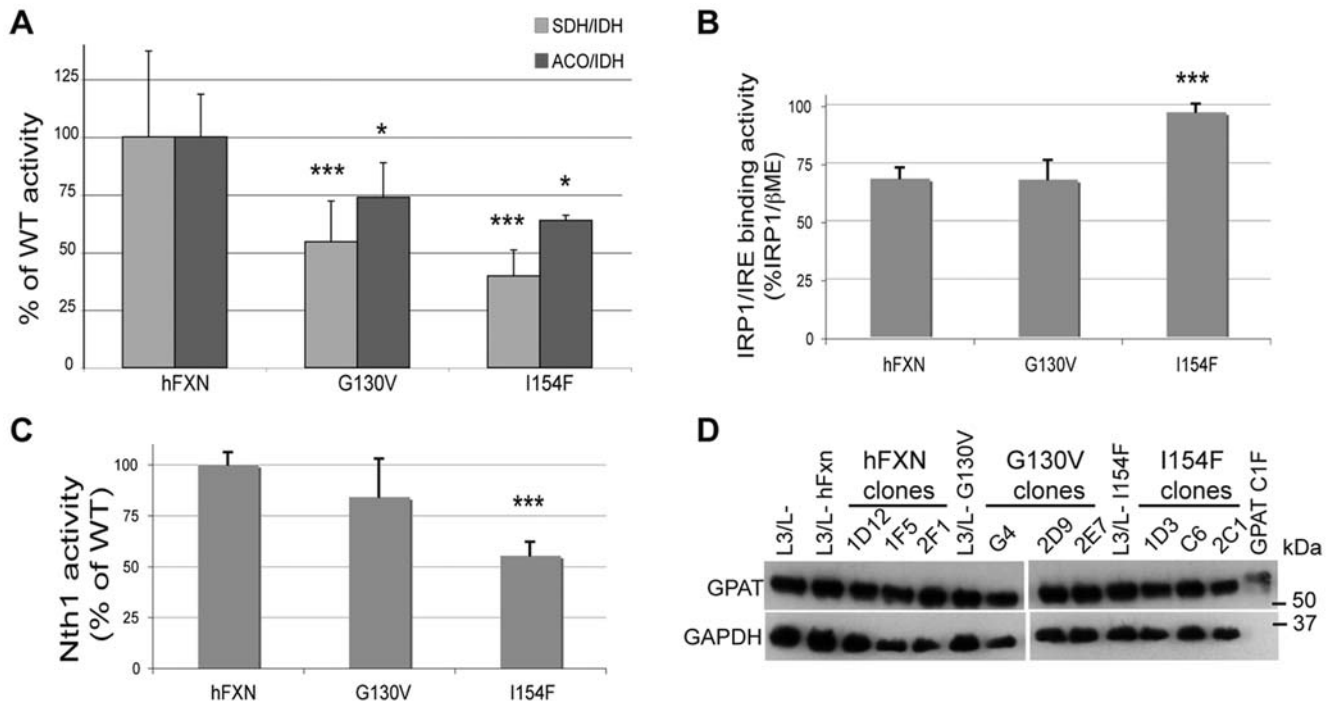 A
SDH/IDH
ACO/IDH
% of WT activity
125
100
75
50
25
0
***
*
***
*
hFXN
G130V
I154F
B
IRP1/IRE binding activity
(%IRP1/βME)
100
75
50
25
0
***
hFXN
G130V
I154F
C
Nth1 activity
(% of WT)
100
75
50
25
0
***
hFXN
G130V
I154F
D
L3/L-
L3/L- hFxn
hFXN
clones
1D12
1F5
2F1
L3/L- G130V
G130V
clones
G4
2D9
2E7
L3/L- I154F
I154F
clones
1D3
C6
2C1
GPAT C1F
kDa
GPAT
50
37
GAPDH